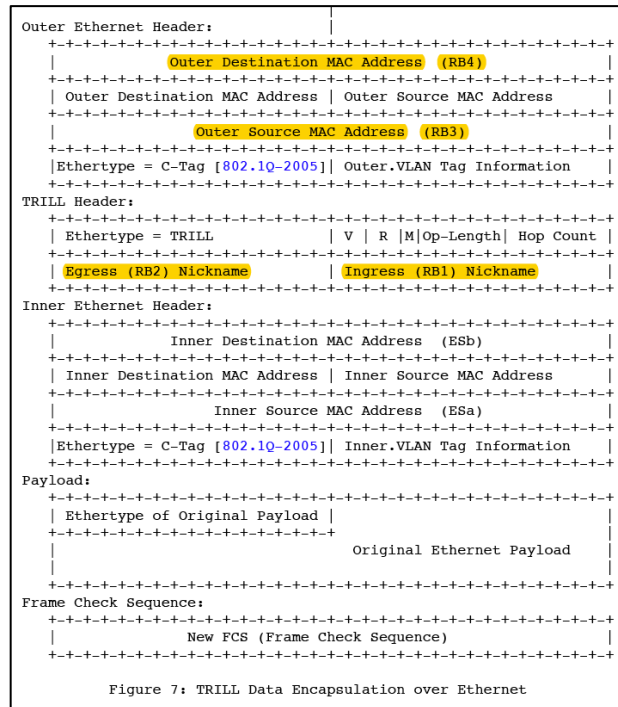 Outer Ethernet Header:
Outer Destination MAC Address (RB4)
Outer Destination MAC Address | Outer Source MAC Address
Outer Source MAC Address (RB3)
|Ethertype = C-Tag [802.1Q-2005]| Outer.VLAN Tag Information
TRILL Header:
| Ethertype = TRILL | V | R |M|Op-Length| Hop Count |
| Egress (RB2) Nickname | Ingress (RB1) Nickname |
Inner Ethernet Header:
Inner Destination MAC Address (ESb)
Inner Destination MAC Address | Inner Source MAC Address
Inner Source MAC Address (ESa)
|Ethertype = C-Tag [802.1Q-2005]| Inner.VLAN Tag Information
Payload:
| Ethertype of Original Payload |
Original Ethernet Payload
Frame Check Sequence:
New FCS (Frame Check Sequence)
Figure 7: TRILL Data Encapsulation over Ethernet